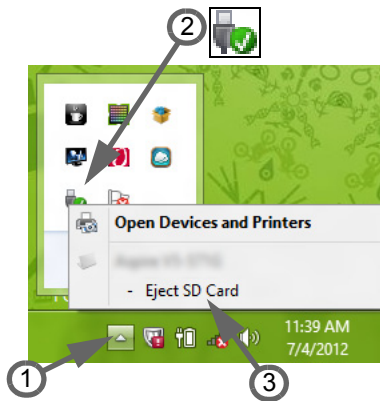 2
Open Devices and Printers
- Eject SD Card
11:39 AM
7/4/2012
1
3